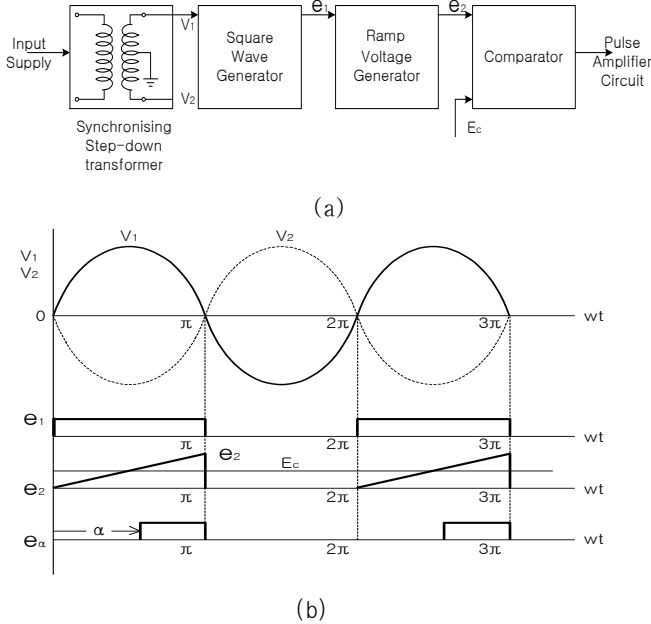 Input Supply
V₁
V₂
Synchronising Step-down transformer
Square Wave Generator
e₁
Ramp Voltage Generator
e₂
Comparator
E꜀
Pulse Amplifier Circuit
(a)
V₁
V₂
V₁
V₂
0
π
2π
3π
wt
e₁
π
2π
3π
wt
e₂
E꜀
e₂
π
2π
3π
wt
α
eα
π
2π
3π
wt
(b)